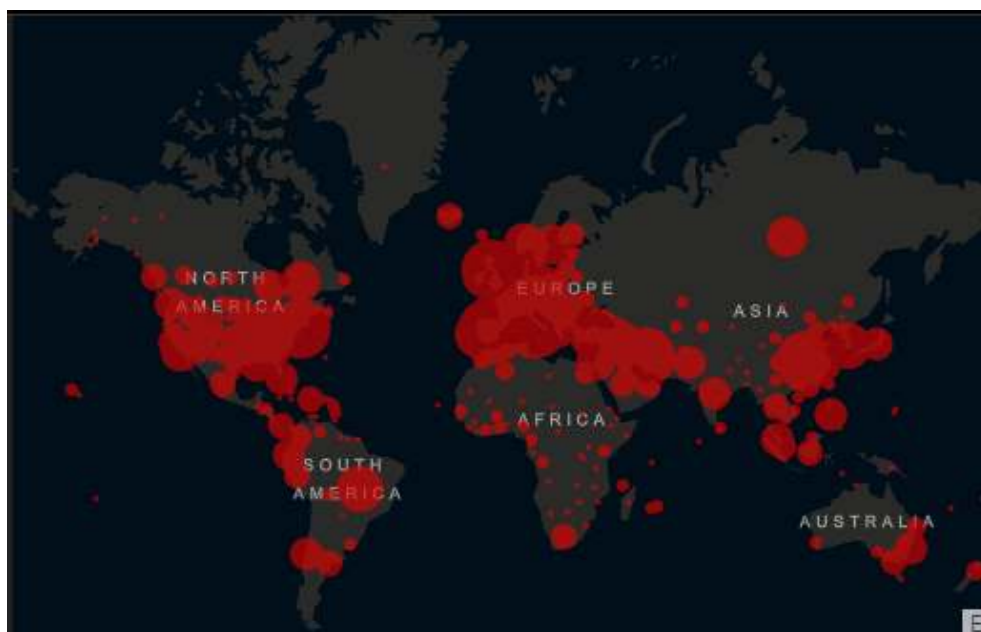 NORTH
AMERICA
EUROPE
ASIA
AFRICA
SOUTH
AMERICA
AUSTRALIA
E